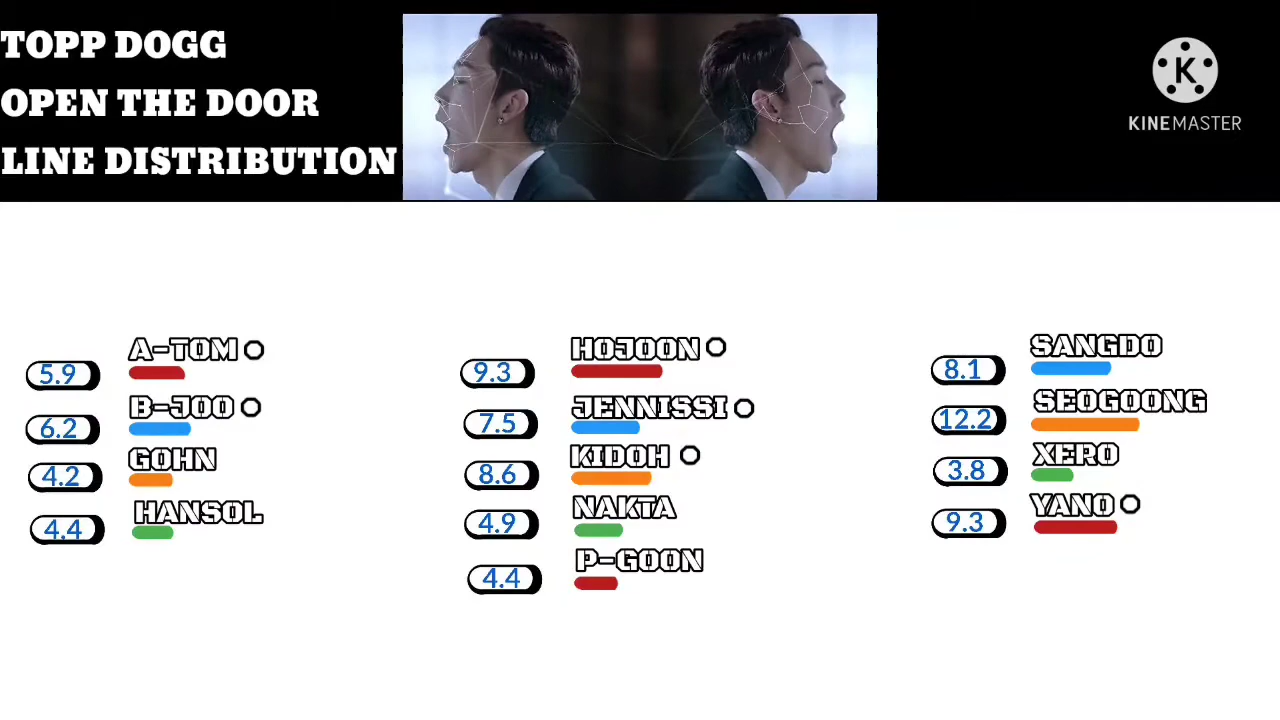 TOPP DOGG
OPEN THE DOOR
LINE DISTRIBUTION
K
KINEMASTER
5.9 A-TOM
6.2 B-JOO
4.2 GOHN
4.4 HANSOL
9.3 HOJOON
7.5 JENNISSI
8.6 KIDOH
4.9 NAKTA
4.4 P-GOON
8.1 SANGDO
12.2 SEOGOONG
3.8 XERO
9.3 YANO